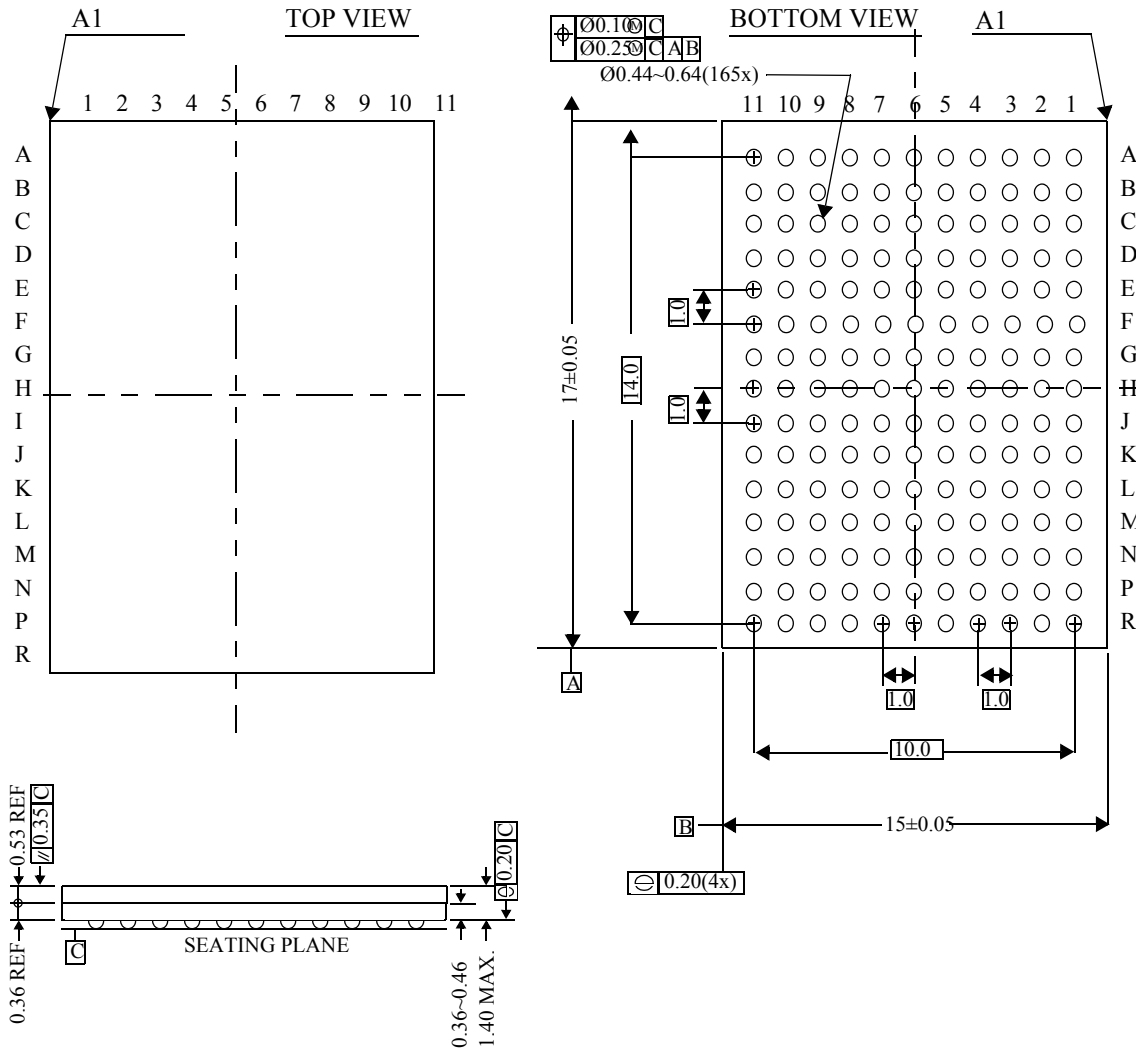 A1
TOP VIEW
1 2 3 4 5 6 7 8 9 10 11
A
B
C
D
E
F
G
H
I
J
K
L
M
N
P
R
Ø0.10Ⓜ C
Ø0.25Ⓜ C A B
BOTTOM VIEW
A1
Ø0.44~0.64(165x)
11 10 9 8 7 6 5 4 3 2 1
A
B
C
D
E
F
G
H
J
K
L
M
N
P
R
1.0
1.0
17±0.05
14.0
A
1.0
1.0
10.0
B
15±0.05
0.20(4x)
0.53 REF
0.35 C
0.20 C
C
SEATING PLANE
0.36 REF
0.36~0.46
1.40 MAX.